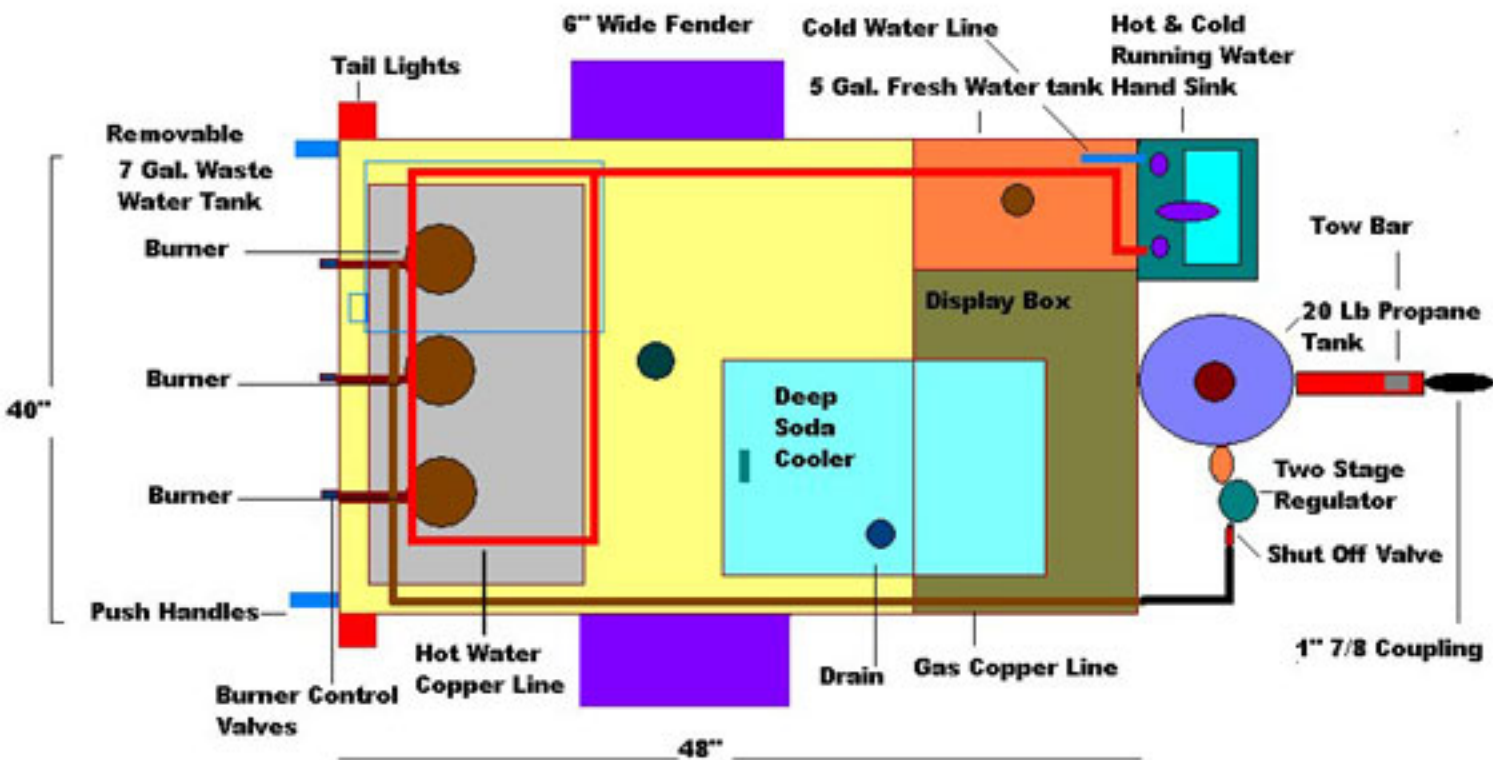 6" Wide Fender
Cold Water Line
Hot & Cold
Running Water
Hand Sink
Tail Lights
5 Gal. Fresh Water tank
Removable
7 Gal. Waste
Water Tank
Burner
Tow Bar
Display Box
20 Lb Propane
Tank
Burner
40"
Deep
Soda
Cooler
Burner
Two Stage
Regulator
Shut Off Valve
Push Handles
Hot Water
Copper Line
Drain
Gas Copper Line
1" 7/8 Coupling
Burner Control
Valves
48"